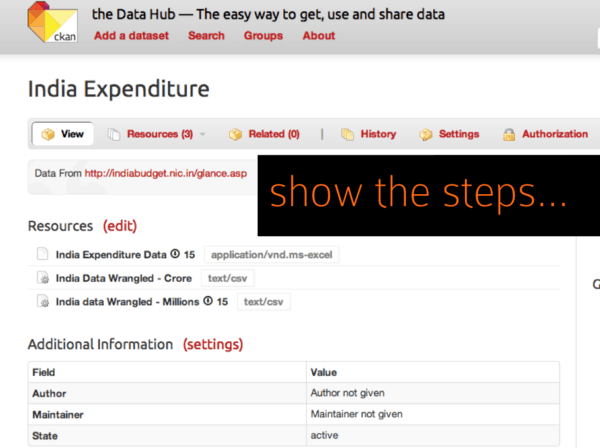 the Data Hub — The easy way to get, use and share data
ckan
Add a dataset Search Groups About
India Expenditure
View Resources (3) Related (0) | History Settings Authorization
Data From http://indiabudget.nic.in/glance.asp
show the steps...
Resources (edit)
India Expenditure Data 15 application/vnd.ms-excel
India Data Wrangled - Crore text/csv
India data Wrangled - Millions 15 text/csv
Additional Information (settings)
Field Value
Author Author not given
Maintainer Maintainer not given
State active